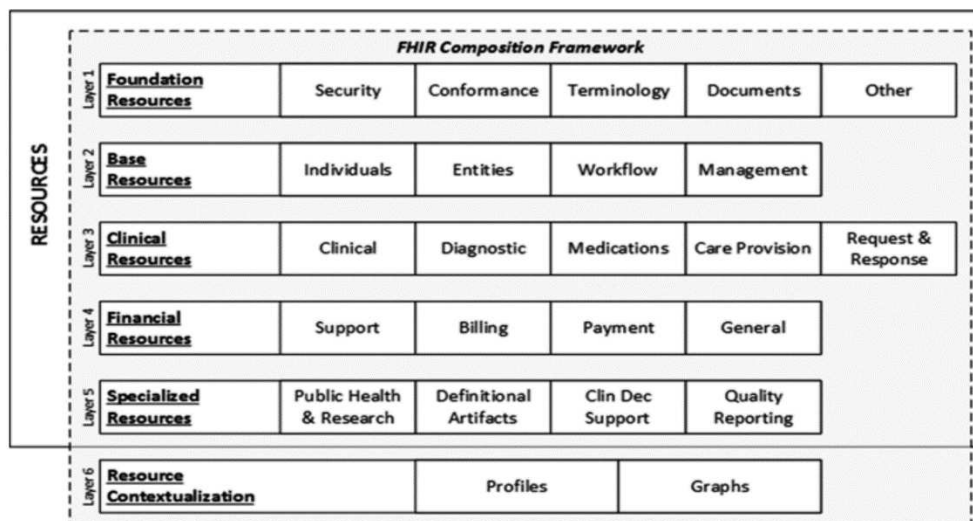 FHIR Composition Framework
RESOURCES
Layer 1
Foundation
Resources
Security
Conformance
Terminology
Documents
Other
Layer 2
Base
Resources
Individuals
Entities
Workflow
Management
Layer 3
Clinical
Resources
Clinical
Diagnostic
Medications
Care Provision
Request &
Response
Layer 4
Financial
Resources
Support
Billing
Payment
General
Layer 5
Specialized
Resources
Public Health
& Research
Definitional
Artifacts
Clin Dec
Support
Quality
Reporting
Layer 6
Resource
Contextualization
Profiles
Graphs